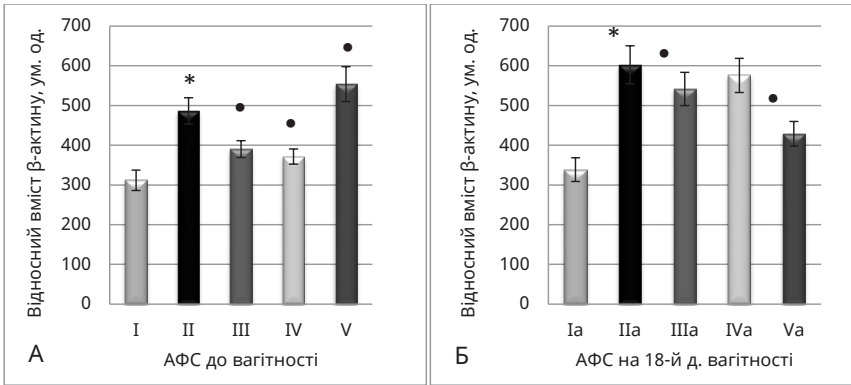 Відносний вміст β-актину, ум. од.
700
600
500
400
300
200
100
0
*
•
•
•
I II III IV V
А
АФС до вагітності
Відносний вміст β-актину, ум. од.
700
600
500
400
300
200
100
0
*
•
•
Ia IIa IIIa IVa Va
Б
АФС на 18-й д. вагітності